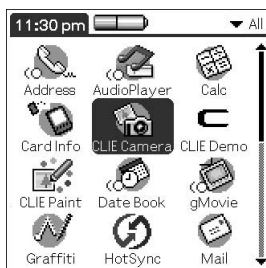 11:30 pm All
Address AudioPlayer Calc
Card Info CLIE Camera CLIE Demo
CLIE Paint Date Book gMovie
Graffiti HotSync Mail